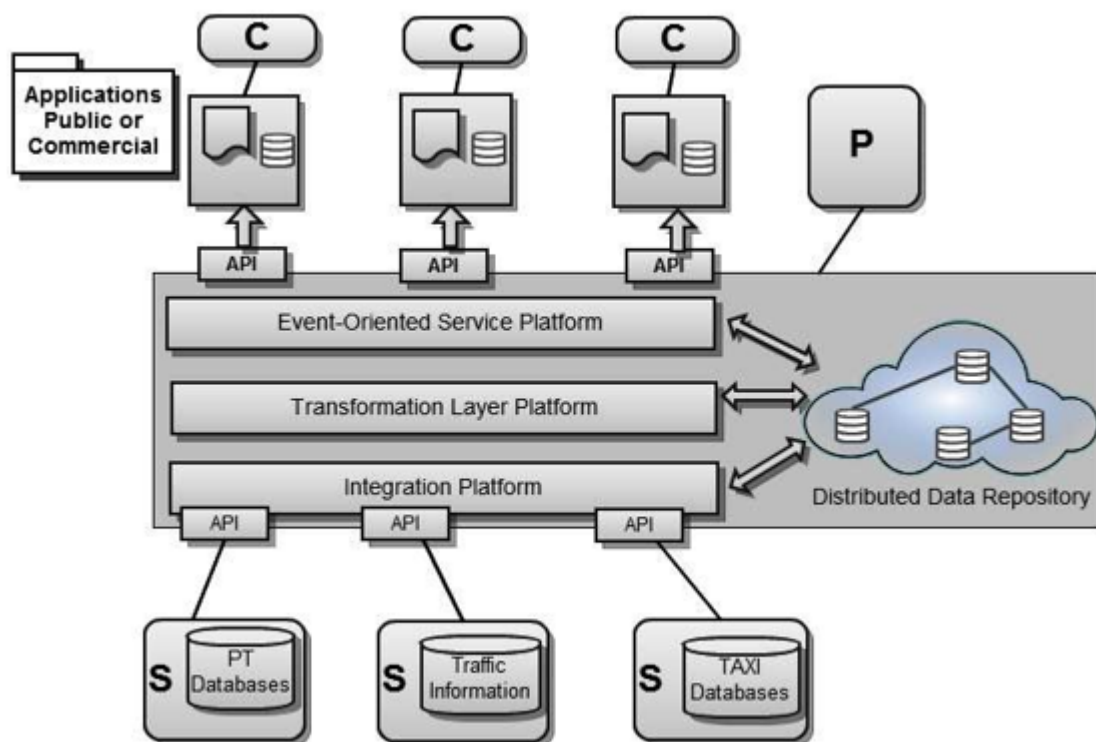 C
C
C
Applications
Public or
Commercial
P
API
API
API
Event-Oriented Service Platform
Transformation Layer Platform
Integration Platform
Distributed Data Repository
API
API
API
S
PT
Databases
S
Traffic
Information
S
TAXI
Databases